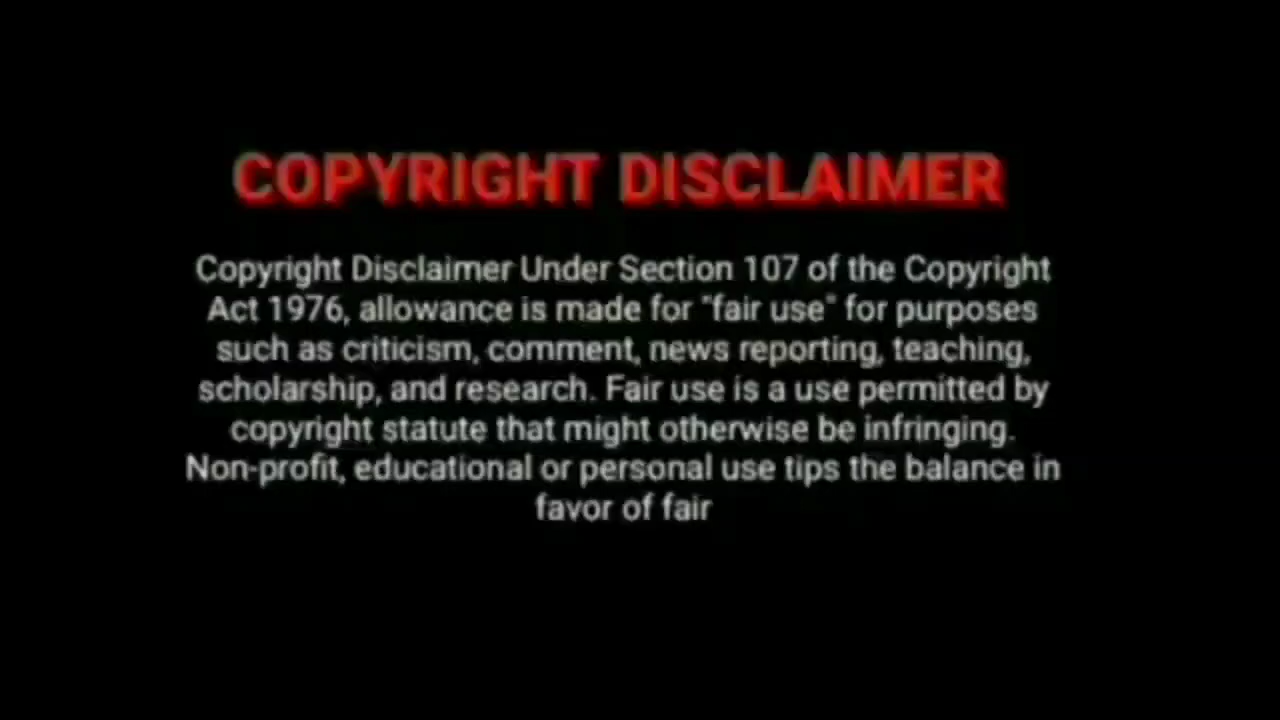 COPYRIGHT DISCLAIMER
Copyright Disclaimer Under Section 107 of the Copyright
Act 1976, allowance is made for "fair use" for purposes
such as criticism, comment, news reporting, teaching,
scholarship, and research. Fair use is a use permitted by
copyright statute that might otherwise be infringing.
Non-profit, educational or personal use tips the balance in
favor of fair